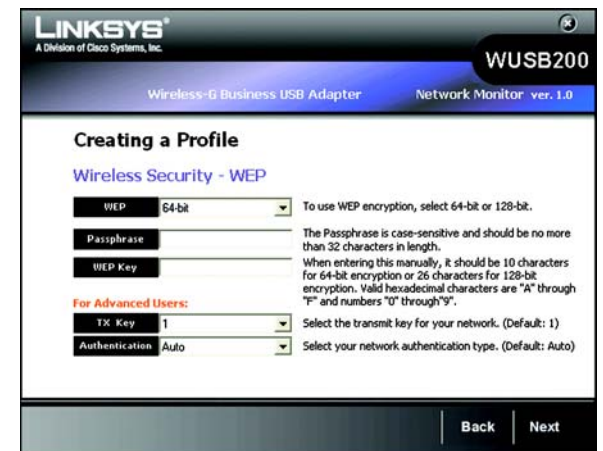 LINKSYS®
A Division of Cisco Systems, Inc.
WUSB200
Wireless-G Business USB Adapter
Network Monitor ver. 1.0
Creating a Profile
Wireless Security - WEP
WEP
64-bit
To use WEP encryption, select 64-bit or 128-bit.
Passphrase
The Passphrase is case-sensitive and should be no more
than 32 characters in length.
WEP Key
When entering this manually, it should be 10 characters
for 64-bit encryption or 26 characters for 128-bit
encryption. Valid hexadecimal characters are "A" through
"F" and numbers "0" through"9".
For Advanced Users:
TX Key
1
Select the transmit key for your network. (Default: 1)
Authentication
Auto
Select your network authentication type. (Default: Auto)
Back
Next